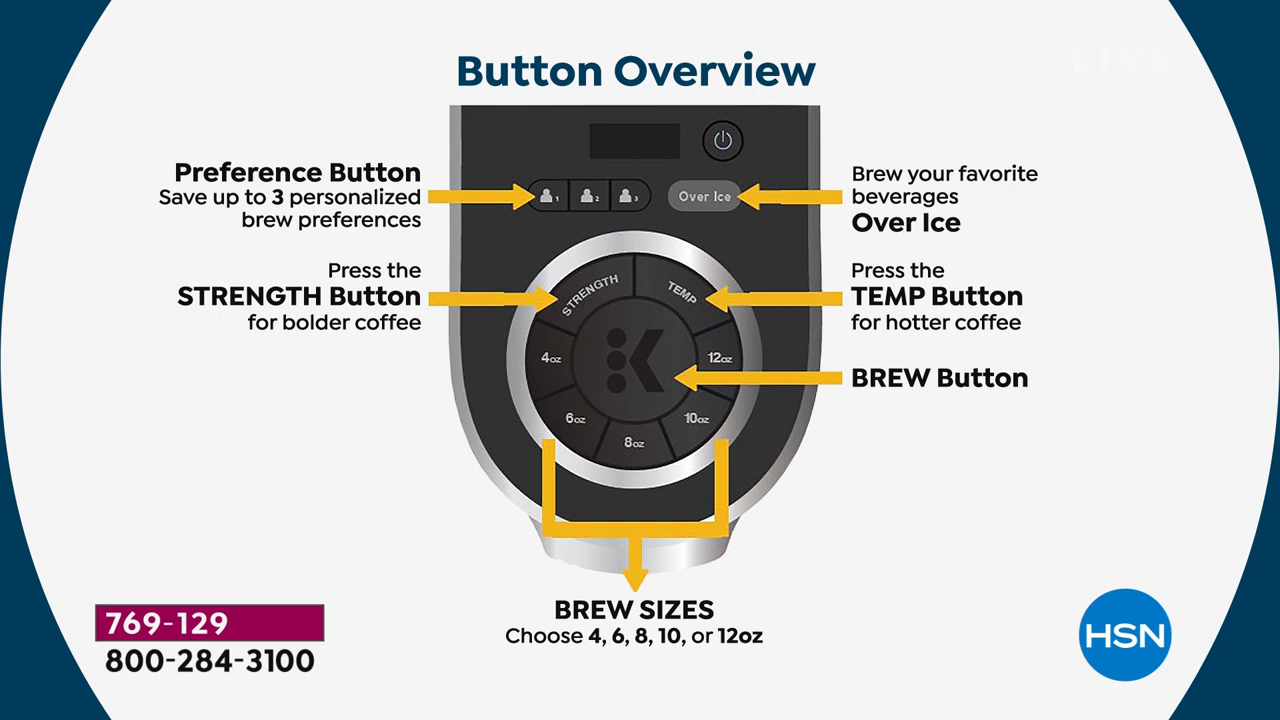 LIVE
Button Overview
Preference Button
Save up to 3 personalized
brew preferences
1 2 3
Over Ice
Brew your favorite
beverages
Over Ice
Press the
STRENGTH Button
for bolder coffee
STRENGTH
TEMP
Press the
TEMP Button
for hotter coffee
4oz
12oz
K
BREW Button
6oz
10oz
8oz
BREW SIZES
Choose 4, 6, 8, 10, or 12oz
769-129
800-284-3100
HSN